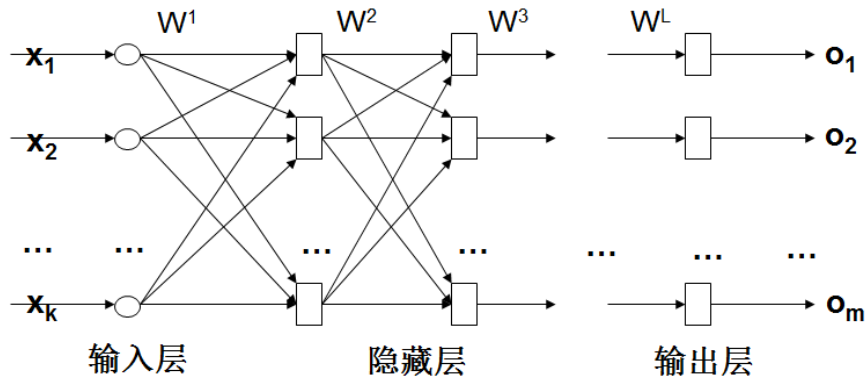 W¹ W² W³ Wᴸ
x₁ o₁
x₂ o₂
... ... ... ... ... ... ...
xₖ oₘ
输入层 隐藏层 输出层